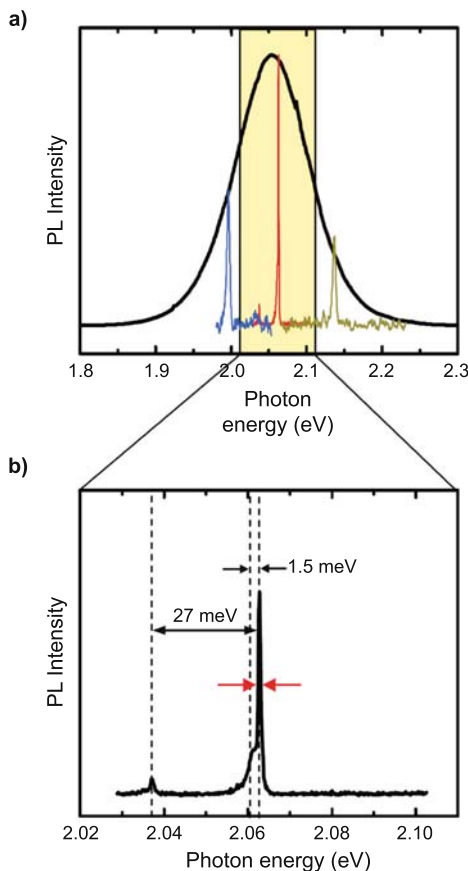 a)
PL Intensity
1.8 1.9 2.0 2.1 2.2 2.3
Photon
energy (eV)
b)
1.5 meV
27 meV
PL Intensity
2.02 2.04 2.06 2.08 2.10
Photon energy (eV)